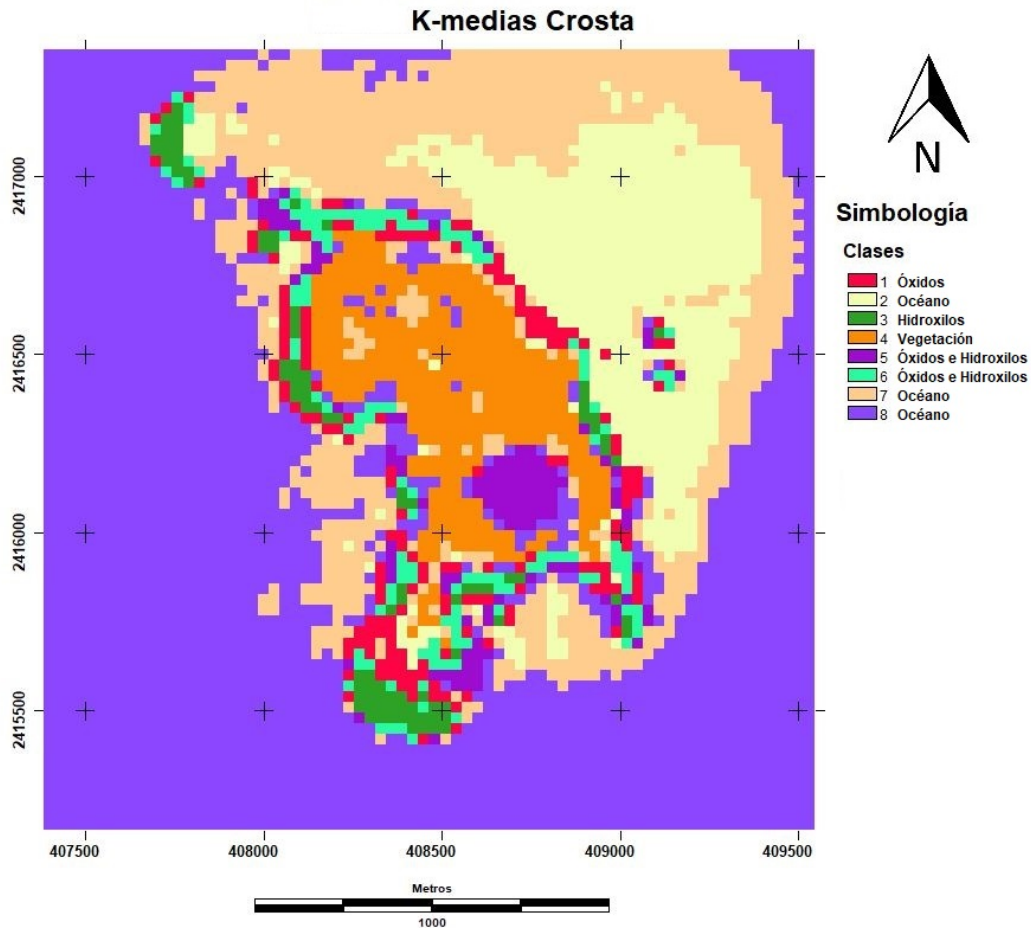 K-medias Crosta
N
Simbología
Clases
1 Óxidos
2 Océano
3 Hidroxilos
4 Vegetación
5 Óxidos e Hidroxilos
6 Óxidos e Hidroxilos
7 Océano
8 Océano
2417000
2416500
2416000
2415500
407500 408000 408500 409000 409500
Metros
1000